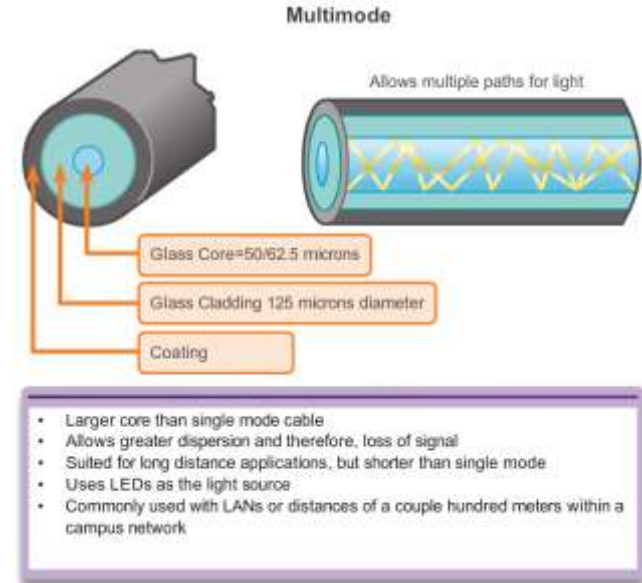 Multimode
Allows multiple paths for light
Glass Core=50/62.5 microns
Glass Cladding 125 microns diameter
Coating
• Larger core than single mode cable
• Allows greater dispersion and therefore, loss of signal
• Suited for long distance applications, but shorter than single mode
• Uses LEDs as the light source
• Commonly used with LANs or distances of a couple hundred meters within a
campus network